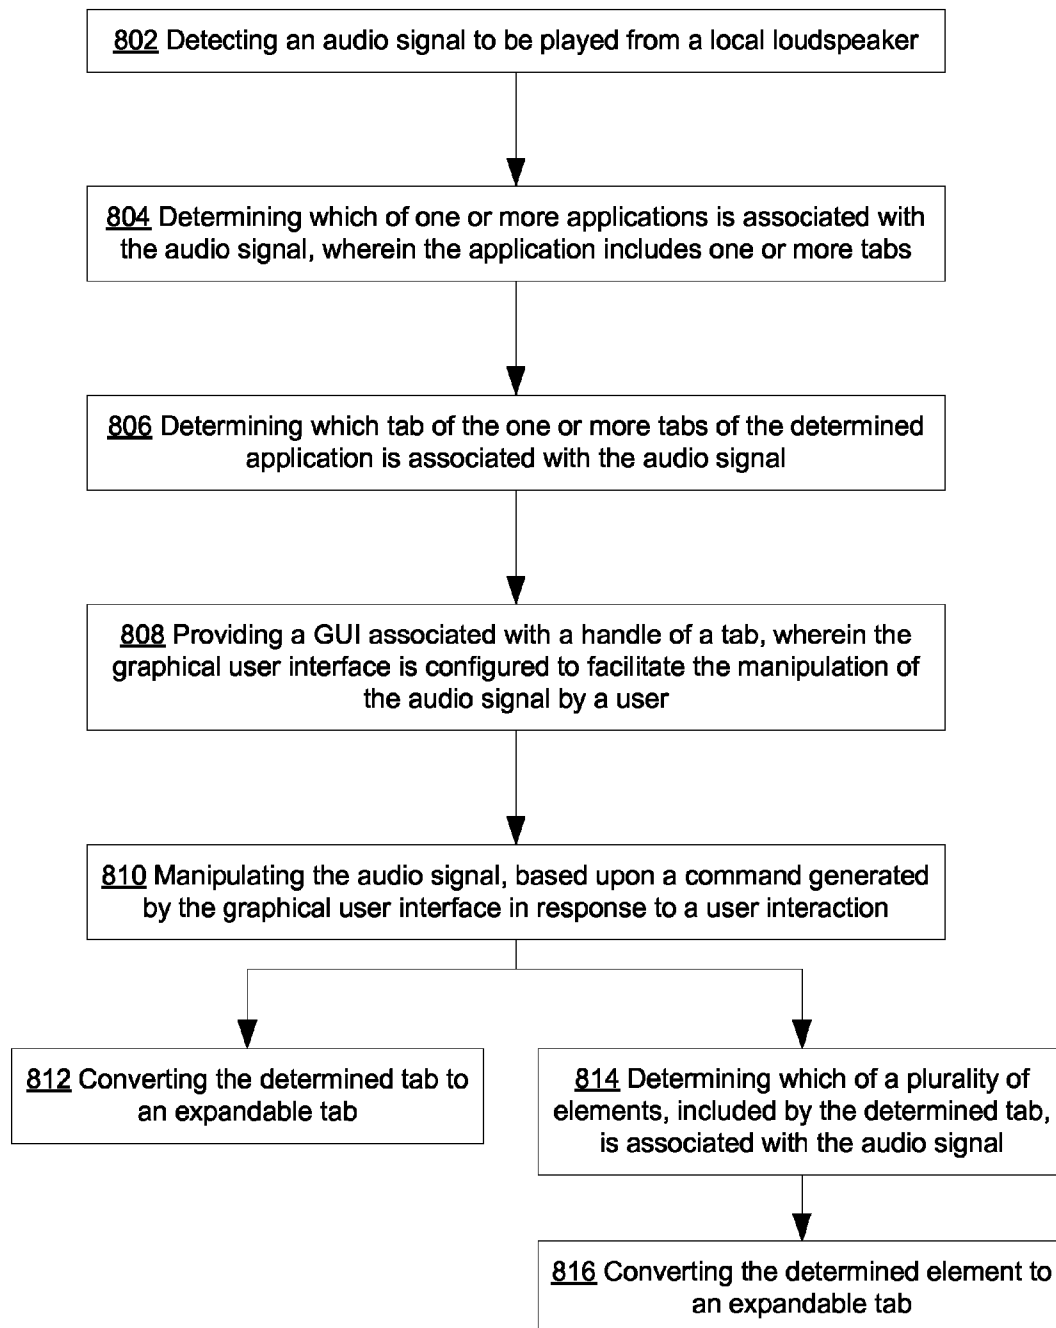 802 Detecting an audio signal to be played from a local loudspeaker
804 Determining which of one or more applications is associated with
the audio signal, wherein the application includes one or more tabs
806 Determining which tab of the one or more tabs of the determined
application is associated with the audio signal
808 Providing a GUI associated with a handle of a tab, wherein the
graphical user interface is configured to facilitate the manipulation of
the audio signal by a user
810 Manipulating the audio signal, based upon a command generated
by the graphical user interface in response to a user interaction
812 Converting the determined tab to
an expandable tab
814 Determining which of a plurality of
elements, included by the determined tab,
is associated with the audio signal
816 Converting the determined element to
an expandable tab